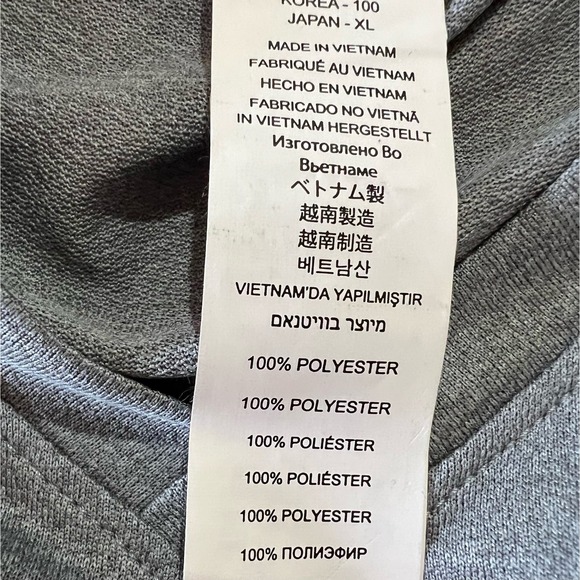 KOREA - 100
JAPAN - XL
MADE IN VIETNAM
FABRIQUÉ AU VIETNAM
HECHO EN VIETNAM
FABRICADO NO VIETNÃ
IN VIETNAM HERGESTELLT
Изготовлено Во
Вьетнаме
ベトナム製
越南製造
越南制造
베트남산
VIETNAM'DA YAPILMIŞTIR
מיוצר בוויטנאם
100% POLYESTER
100% POLYESTER
100% POLIÉSTER
100% POLIÉSTER
100% POLYESTER
100% ПОЛИЭФИР